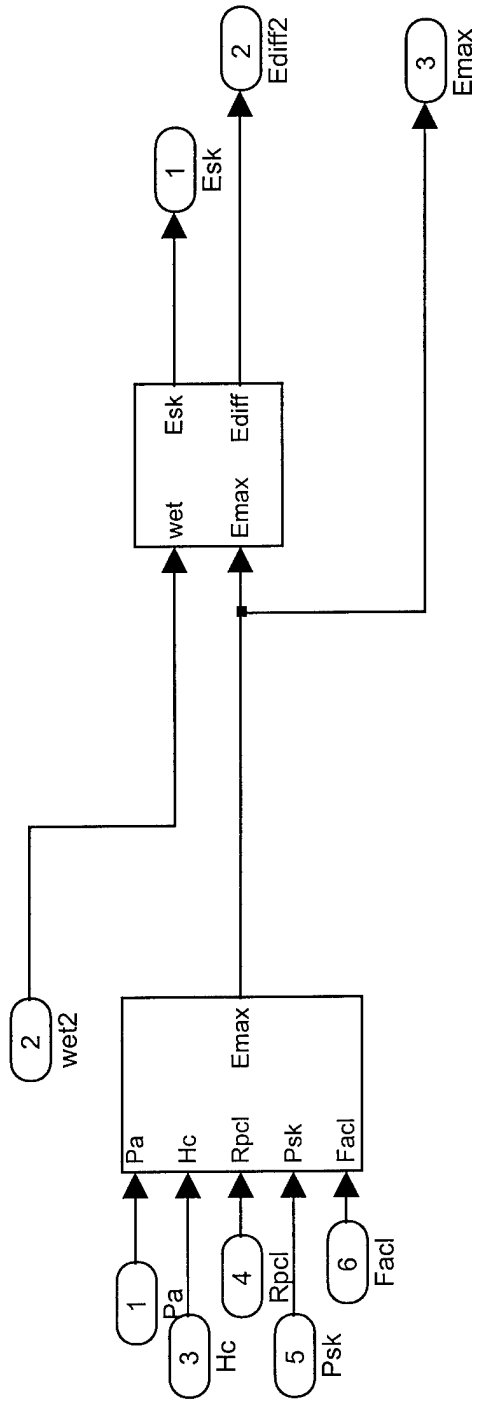 1
Pa
3
Hc
4
Rpcl
5
Psk
6
Facl
Pa
Hc
Rpcl
Psk
Facl
Emax
2
wet2
wet
Emax
Esk
Ediff
1
Esk
2
Ediff2
3
Emax